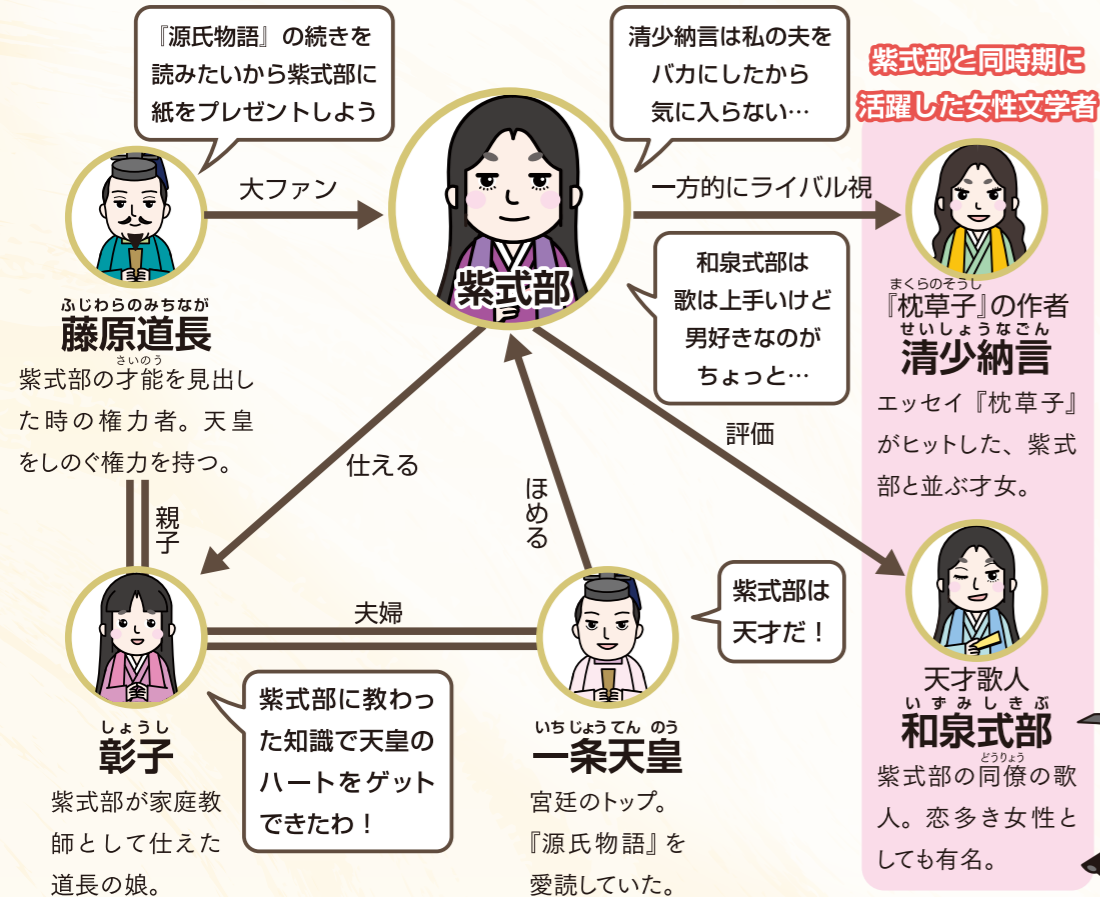 『源氏物語』の続きを
読みたいから紫式部に
紙をプレゼントしよう
清少納言は私の夫を
バカにしたから
気に入らない…
紫式部と同時期に
活躍した女性文学者
大ファン
一方的にライバル視
紫式部
和泉式部は
歌は上手いけど
男好きなのが
ちょっと…
ふじわらのみちなが
藤原道長
さいのう
紫式部の才能を見出し
た時の権力者。天皇
をしのぐ権力を持つ。
まくらのそうし
『枕草子』の作者
せいしょうなごん
清少納言
エッセイ『枕草子』
がヒットした、紫式
部と並ぶ才女。
仕える
ほめる
評価
親子
夫婦
紫式部は
天才だ！
しょうし
彰子
紫式部が家庭教
師として仕えた
道長の娘。
紫式部に教わっ
た知識で天皇の
ハートをゲット
できたわ！
いちじょうてんのう
一条天皇
宮廷のトップ。
『源氏物語』を
愛読していた。
天才歌人
いずみしきぶ
和泉式部
どうりょう
紫式部の同僚の歌
人。恋多き女性と
しても有名。